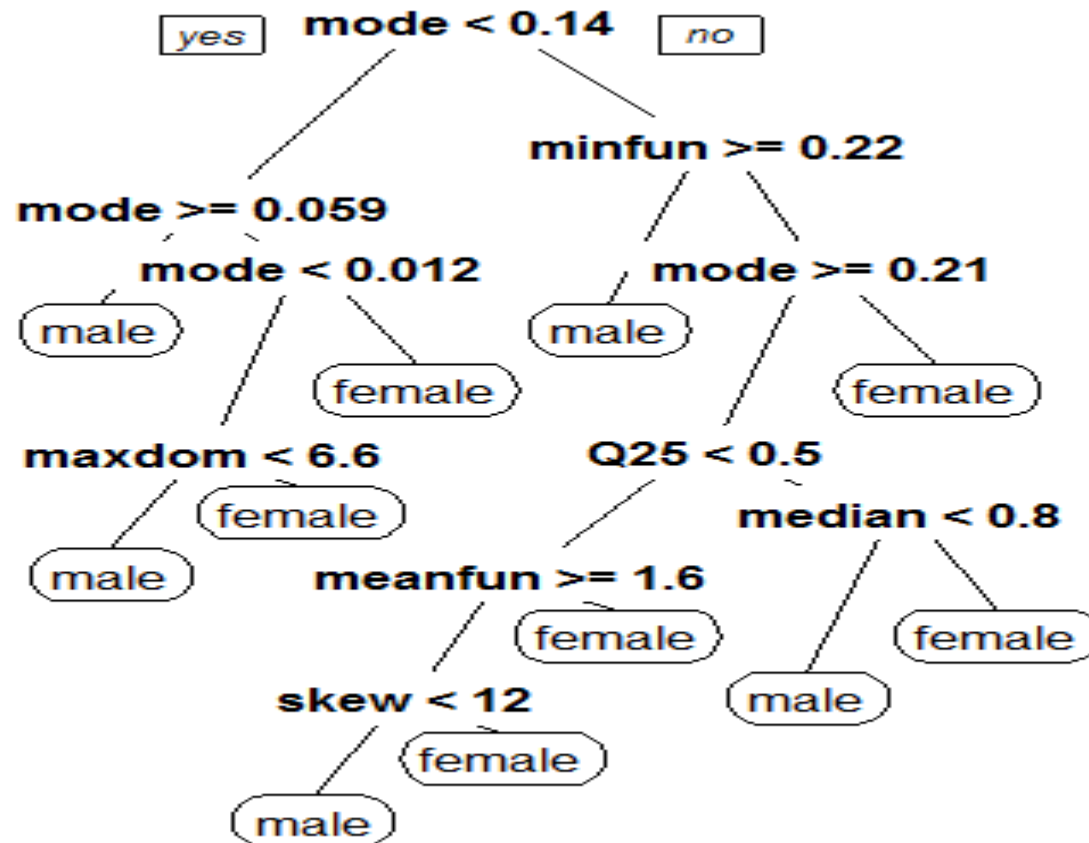 yes mode < 0.14 no
minfun >= 0.22
mode >= 0.059
mode < 0.012 mode >= 0.21
male male
female female
maxdom < 6.6 Q25 < 0.5
female median < 0.8
male meanfun >= 1.6
female female
skew < 12 male
female
male